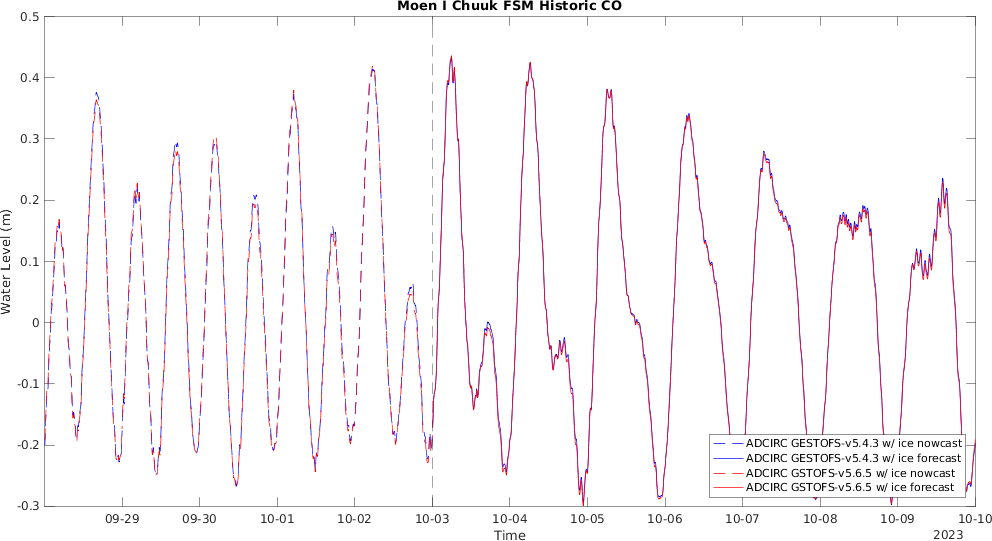 Moen I Chuuk FSM Historic CO
Water Level (m)
0.5
0.4
0.3
0.2
0.1
0
-0.1
-0.2
-0.3
ADCIRC GESTOFS-v5.4.3 w/ ice nowcast
ADCIRC GESTOFS-v5.4.3 w/ ice forecast
ADCIRC GSTOFS-v5.6.5 w/ ice nowcast
ADCIRC GSTOFS-v5.6.5 w/ ice forecast
09-29 09-30 10-01 10-02 10-03 10-04 10-05 10-06 10-07 10-08 10-09 10-10
Time
2023